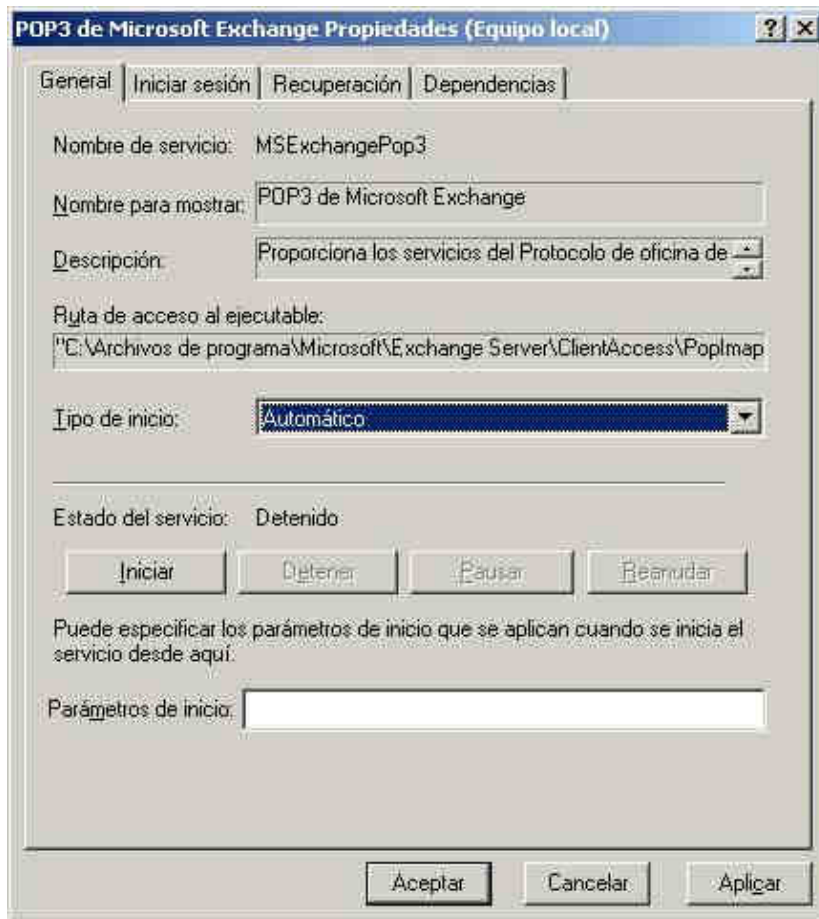 POP3 de Microsoft Exchange Propiedades (Equipo local)
General Iniciar sesión Recuperación Dependencias
Nombre de servicio: MSExchangePop3
Nombre para mostrar: POP3 de Microsoft Exchange
Descripción: Proporciona los servicios del Protocolo de oficina de
Ruta de acceso al ejecutable:
"C:\Archivos de programa\Microsoft\Exchange Server\ClientAccess\PopImap
Tipo de inicio: Automático
Estado del servicio: Detenido
Iniciar Detener Pausar Reanudar
Puede especificar los parámetros de inicio que se aplican cuando se inicia el
servicio desde aquí.
Parámetros de inicio:
Aceptar Cancelar Aplicar